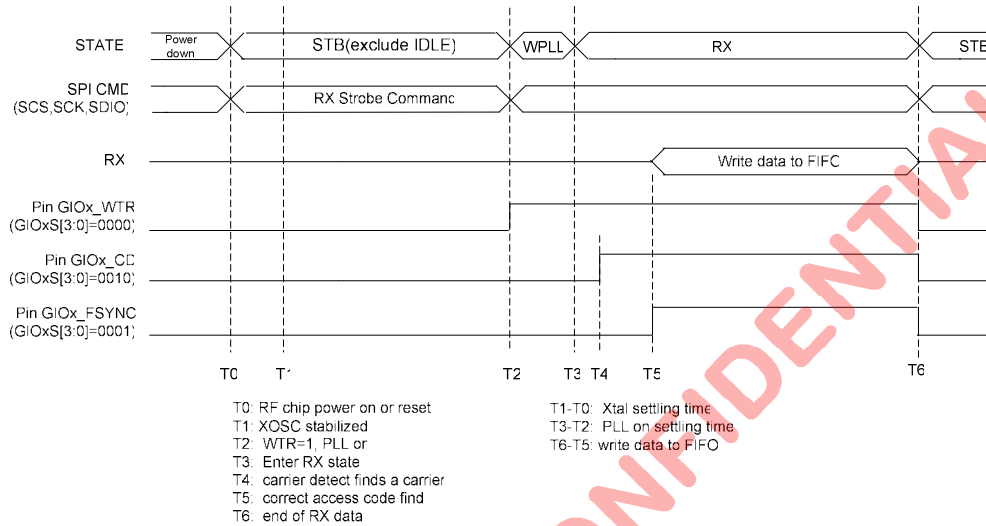 STATE
Power
down
STB(exclude IDLE)
WPLL
RX
STB
SPI CMD
(SCS,SCK,SDIO)
RX Strobe Command
RX
Write data to FIFO
Pin GIOx_WTR
(GIOxS[3:0]=0000)
Pin GIOx_CD
(GIOxS[3:0]=0010)
Pin GIOx_FSYNC
(GIOxS[3:0]=0001)
T0 T1 T2 T3 T4 T5 T6
T0: RF chip power on or reset
T1: XOSC stabilized
T2: WTR=1, PLL or
T3: Enter RX state
T4: carrier detect finds a carrier
T5: correct access code find
T6: end of RX data
T1-T0: Xtal settling time
T3-T2: PLL on settling time
T6-T5: write data to FIFO
CONFIDENTIAL